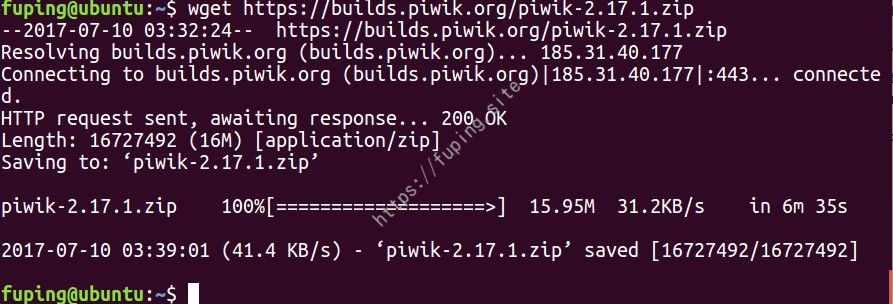 fuping@ubuntu:~$ wget https://builds.piwik.org/piwik-2.17.1.zip
--2017-07-10 03:32:24--  https://builds.piwik.org/piwik-2.17.1.zip
Resolving builds.piwik.org (builds.piwik.org)... 185.31.40.177
Connecting to builds.piwik.org (builds.piwik.org)|185.31.40.177|:443... connecte
d.
HTTP request sent, awaiting response... 200 OK
Length: 16727492 (16M) [application/zip]
Saving to: ‘piwik-2.17.1.zip’
piwik-2.17.1.zip    100%[===================>]  15.95M  31.2KB/s    in 6m 35s
2017-07-10 03:39:01 (41.4 KB/s) - ‘piwik-2.17.1.zip’ saved [16727492/16727492]
fuping@ubuntu:~$
https://fuping.site